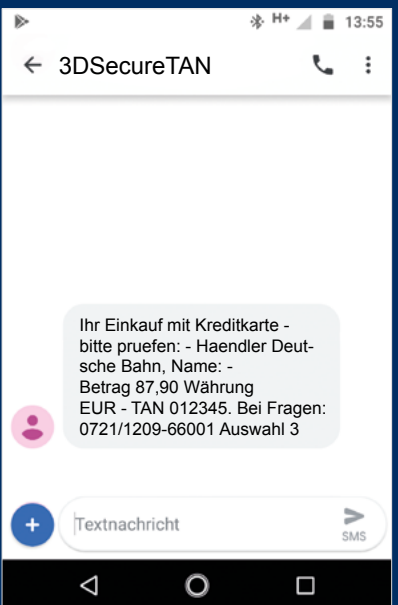 H+ 13:55
3DSecureTAN
Ihr Einkauf mit Kreditkarte -
bitte pruefen: - Haendler Deut-
sche Bahn, Name: -
Betrag 87,90 Währung
EUR - TAN 012345. Bei Fragen:
0721/1209-66001 Auswahl 3
Textnachricht
SMS